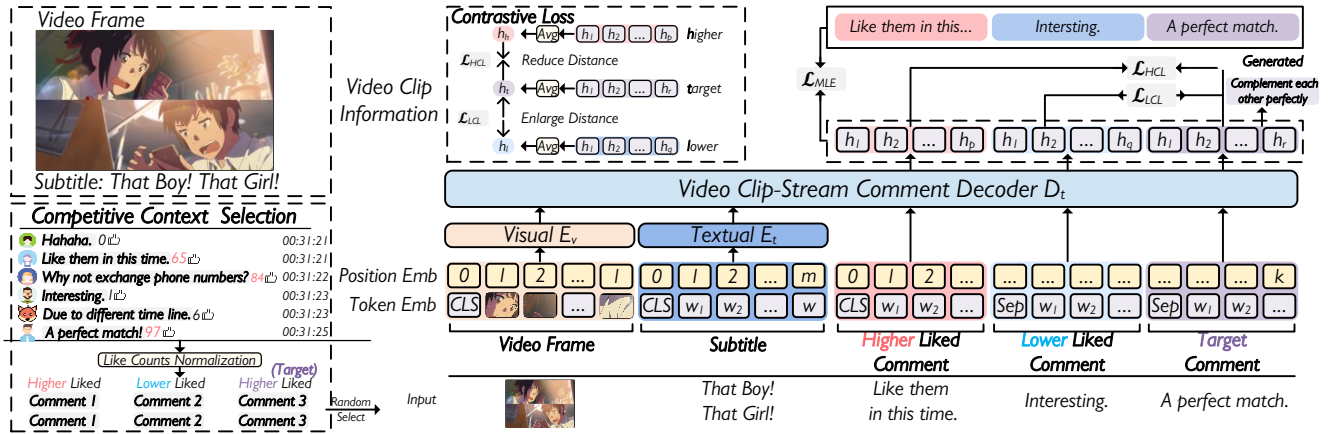 Video Frame
Subtitle: That Boy! That Girl!
Competitive Context Selection
Hahaha. 0 00:31:21
Like them in this time. 65 00:31:21
Why not exchange phone numbers? 84 00:31:22
Interesting. 1 00:31:23
Due to different time line. 6 00:31:23
A perfect match! 97 00:31:25
Like Counts Normalization
(Target)
Higher Liked Lower Liked Higher Liked
Comment 1 Comment 2 Comment 3
Comment 1 Comment 2 Comment 3
Random
Select
Video Clip
Information
Contrastive Loss
h_h Avg h_1 h_2 ... h_p higher
ℒ_HCL Reduce Distance
h_t Avg h_1 h_2 ... h_r target
ℒ_LCL Enlarge Distance
h_l Avg h_1 h_2 ... h_q lower
Like them in this... Intersting. A perfect match.
Generated
ℒ_MLE
ℒ_HCL
ℒ_LCL
Complement each
other perfectly
h_1 h_2 ... h_p h_1 h_2 ... h_q h_1 h_2 ... h_r
Video Clip-Stream Comment Decoder D_t
Visual E_v Textual E_t
Position Emb 0 1 2 ... 1 0 1 2 ... m 0 1 2 ... ... ... ... ... ... ... ... k
Token Emb CLS ... CLS w_1 w_2 ... w CLS w_1 w_2 ... Sep w_1 w_2 ... Sep w_1 w_2 ...
Video Frame Subtitle Higher Liked Comment Lower Liked Comment Target Comment
Input
That Boy!
That Girl!
Like them
in this time.
Interesting.
A perfect match.